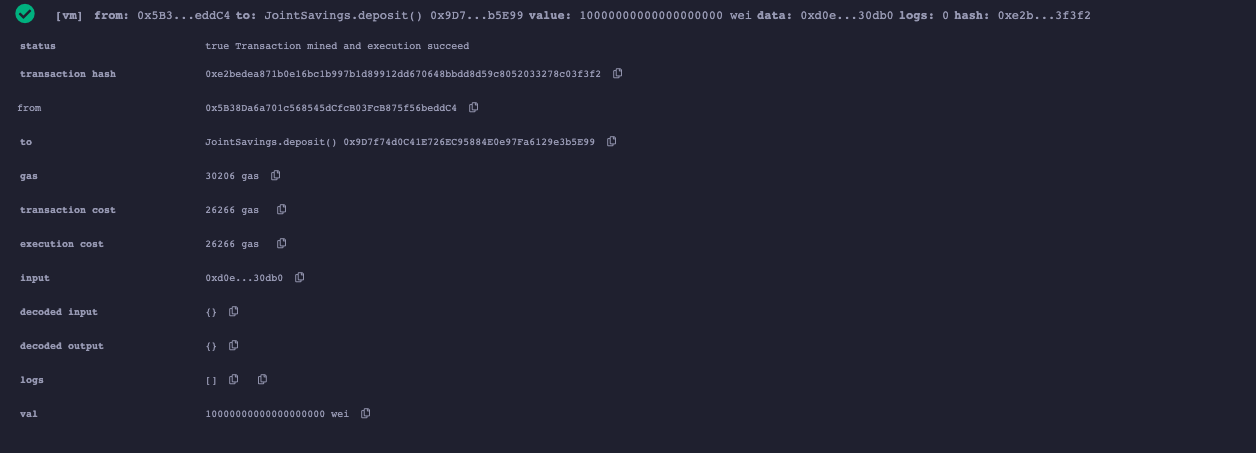 [vm] from: 0x5B3...eddC4 to: JointSavings.deposit() 0x9D7...b5E99 value: 10000000000000000000 wei data: 0xd0e...30db0 logs: 0 hash: 0xe2b...3f3f2
status true Transaction mined and execution succeed
transaction hash 0xe2bedea871b0e16bc1b997b1d89912dd670648bbdd8d59c8052033278c03f3f2
from 0x5B38Da6a701c568545dCfcB03FcB875f56beddC4
to JointSavings.deposit() 0x9D7f74d0C41E726EC95884E0e97Fa6129e3b5E99
gas 30206 gas
transaction cost 26266 gas
execution cost 26266 gas
input 0xd0e...30db0
decoded input {}
decoded output {}
logs []
val 10000000000000000000 wei